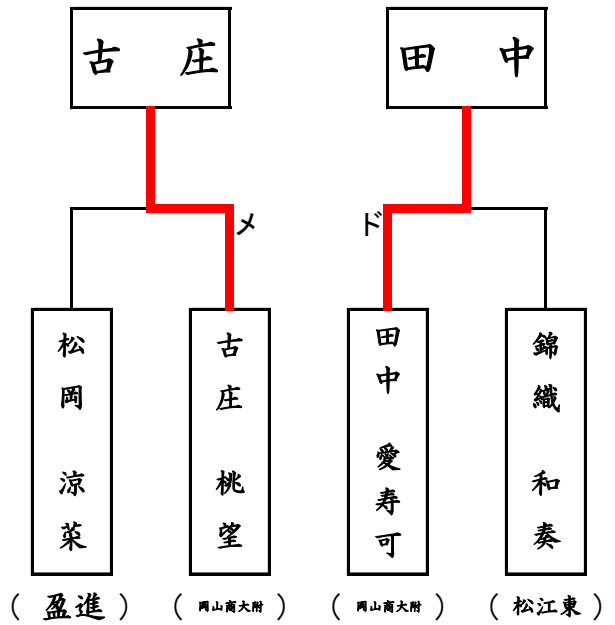 古庄
田中
メ
ド
松岡 涼菜
古庄 桃望
田中 愛寿可
錦織 和奏
(盈進)
(岡山商大附)
(岡山商大附)
(松江東)